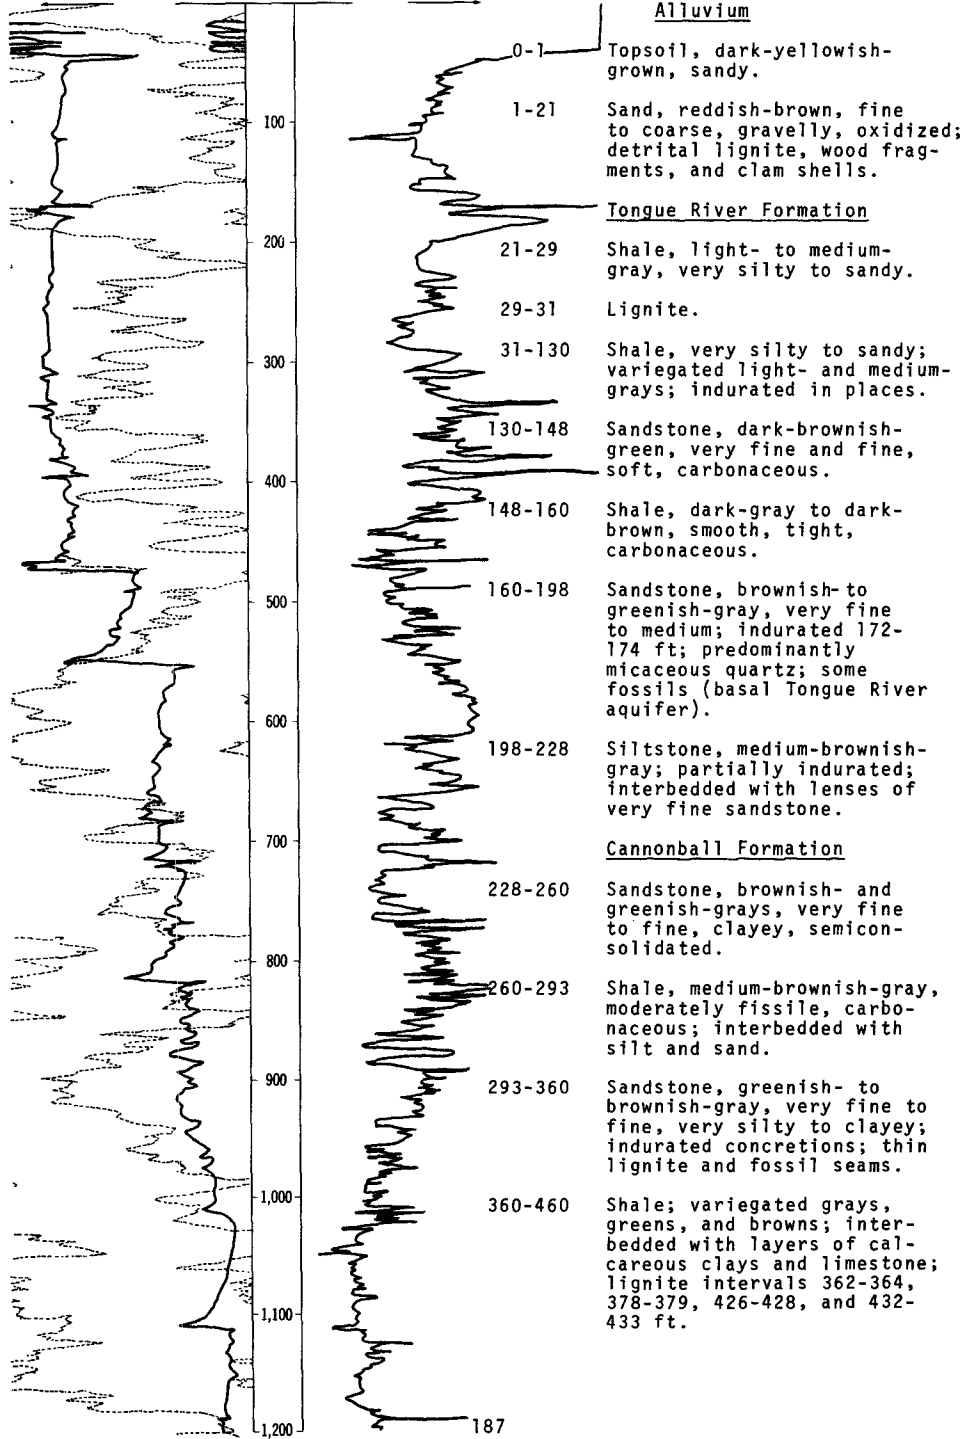 Alluvium
0-1 Topsoil, dark-yellowish-
grown, sandy.
1-21 Sand, reddish-brown, fine
to coarse, gravelly, oxidized;
detrital lignite, wood frag-
ments, and clam shells.
Tongue River Formation
21-29 Shale, light- to medium-
gray, very silty to sandy.
29-31 Lignite.
31-130 Shale, very silty to sandy;
variegated light- and medium-
grays; indurated in places.
130-148 Sandstone, dark-brownish-
green, very fine and fine,
soft, carbonaceous.
148-160 Shale, dark-gray to dark-
brown, smooth, tight,
carbonaceous.
160-198 Sandstone, brownish- to
greenish-gray, very fine
to medium; indurated 172-
174 ft; predominantly
micaceous quartz; some
fossils (basal Tongue River
aquifer).
198-228 Siltstone, medium-brownish-
gray; partially indurated;
interbedded with lenses of
very fine sandstone.
Cannonball Formation
228-260 Sandstone, brownish- and
greenish-grays, very fine
to fine, clayey, semicon-
solidated.
260-293 Shale, medium-brownish-gray,
moderately fissile, carbo-
naceous; interbedded with
silt and sand.
293-360 Sandstone, greenish- to
brownish-gray, very fine to
fine, very silty to clayey;
indurated concretions; thin
lignite and fossil seams.
360-460 Shale; variegated grays,
greens, and browns; inter-
bedded with layers of cal-
careous clays and limestone;
lignite intervals 362-364,
378-379, 426-428, and 432-
433 ft.
100
200
300
400
500
600
700
800
900
1,000
1,100
1,200
187